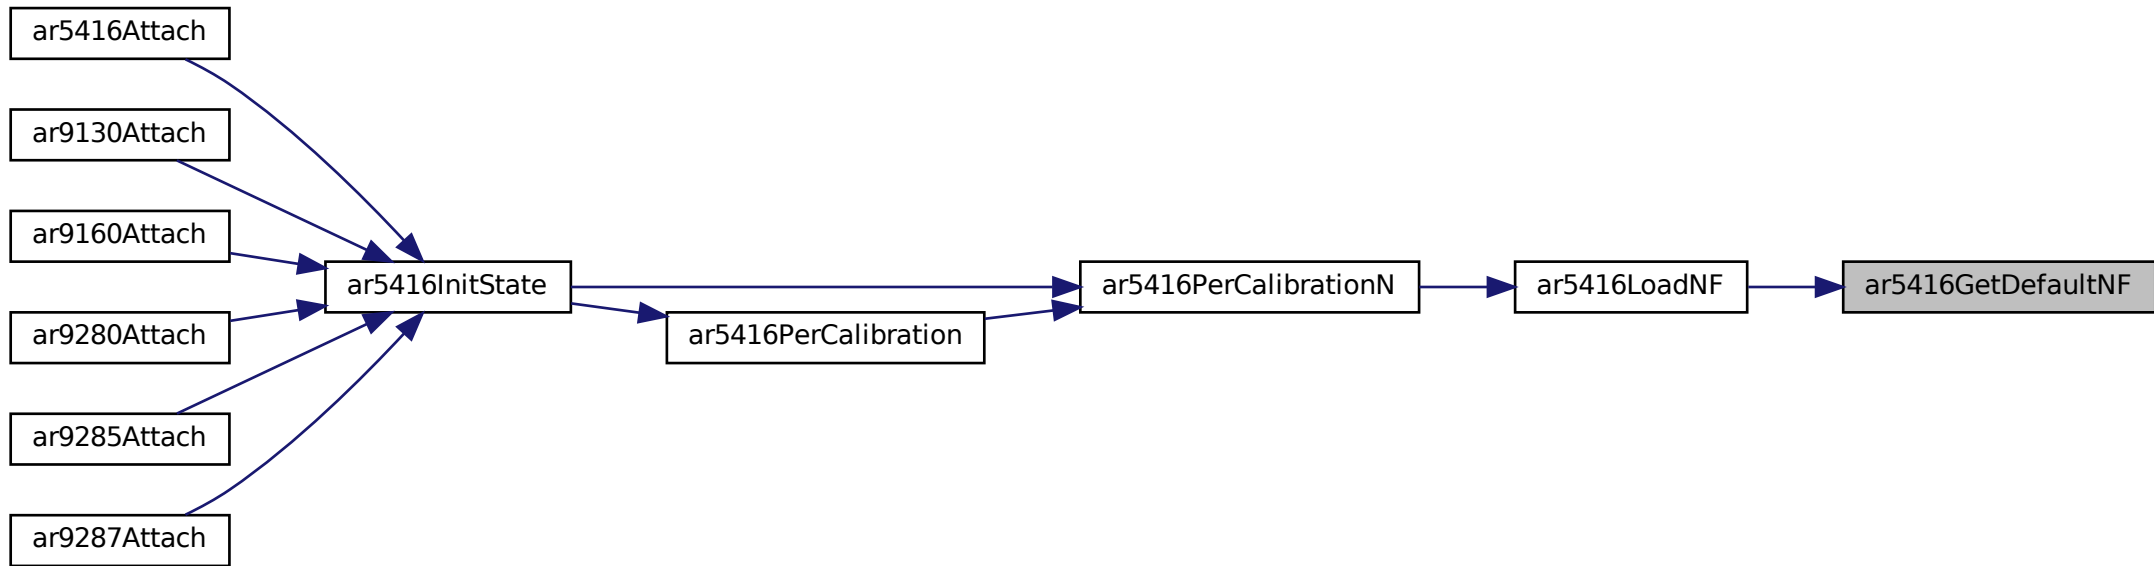 ar5416Attach
ar9130Attach
ar9160Attach
ar9280Attach
ar9285Attach
ar9287Attach
ar5416InitState
ar5416PerCalibration
ar5416PerCalibrationN
ar5416LoadNF
ar5416GetDefaultNF